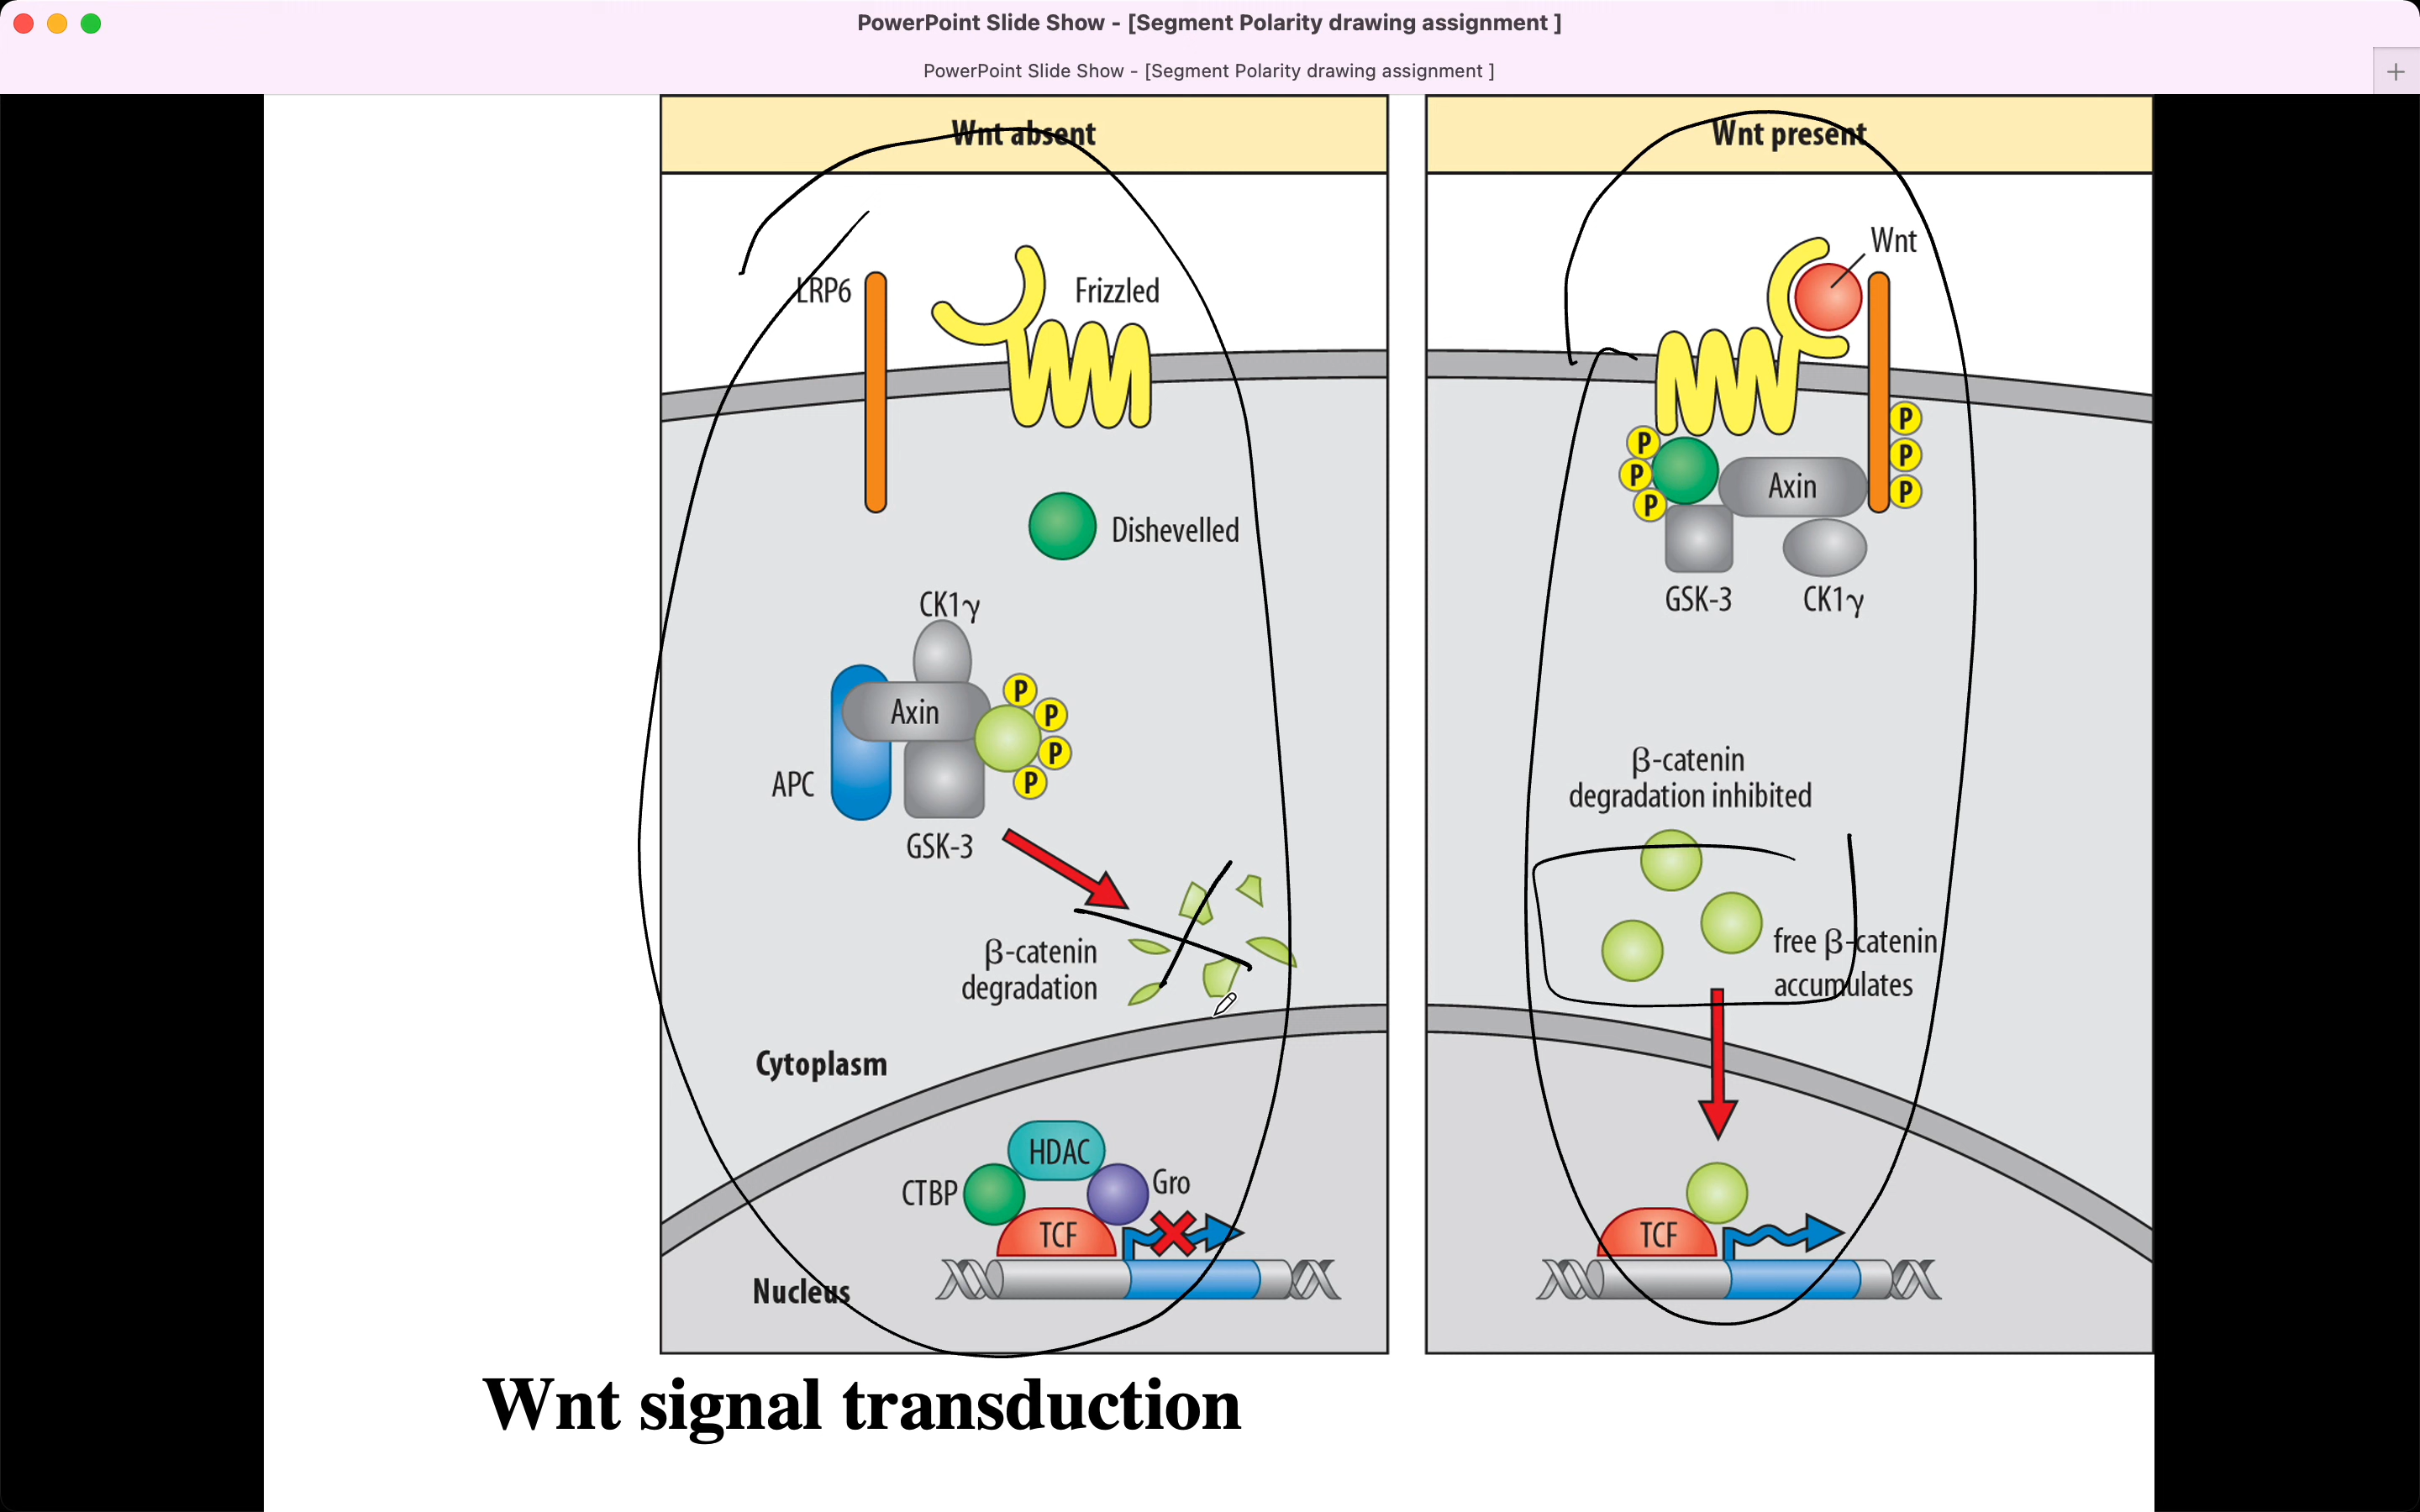 PowerPoint Slide Show - [Segment Polarity drawing assignment ]
PowerPoint Slide Show - [Segment Polarity drawing assignment ]
+
Wnt absent
LRP6
Frizzled
Dishevelled
CK1γ
Axin
P
P
P
P
APC
GSK-3
β-catenin
degradation
Cytoplasm
HDAC
CTBP
Gro
TCF
Nucleus
Wnt present
Wnt
P
P
P
P
P
P
Axin
GSK-3
CK1γ
β-catenin
degradation inhibited
free β-catenin
accumulates
TCF
Wnt signal transduction